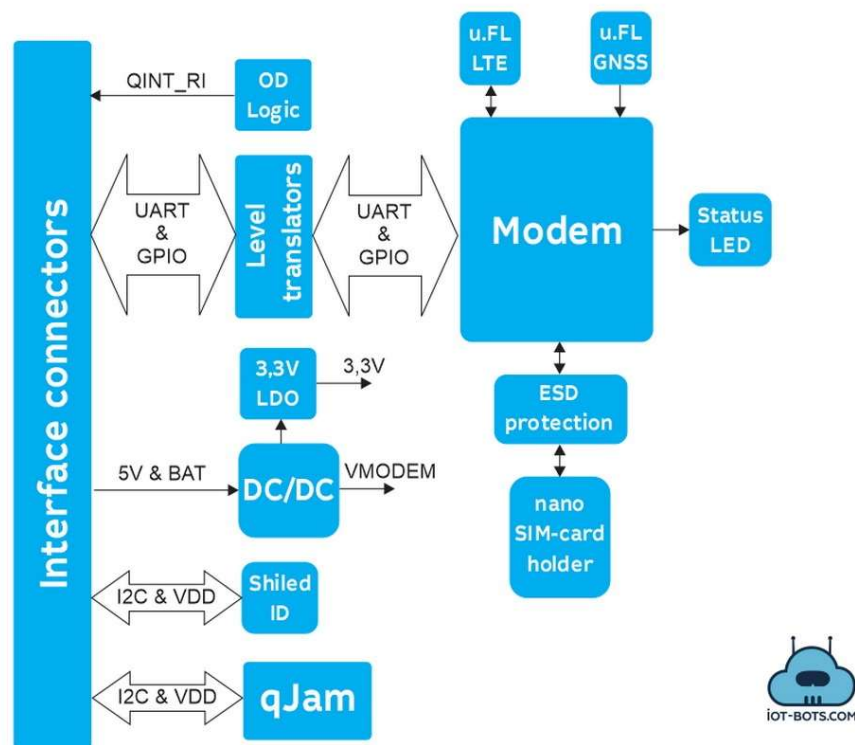 u.FL
LTE
u.FL
GNSS
QINT_RI
OD
Logic
Interface connectors
UART
&
GPIO
Level
translators
UART
&
GPIO
Modem
Status
LED
3,3V
LDO
3,3V
ESD
protection
5V & BAT
DC/DC
VMODEM
nano
SIM-card
holder
I2C & VDD
Shiled
ID
I2C & VDD
qJam
iOT-BOTS.COM